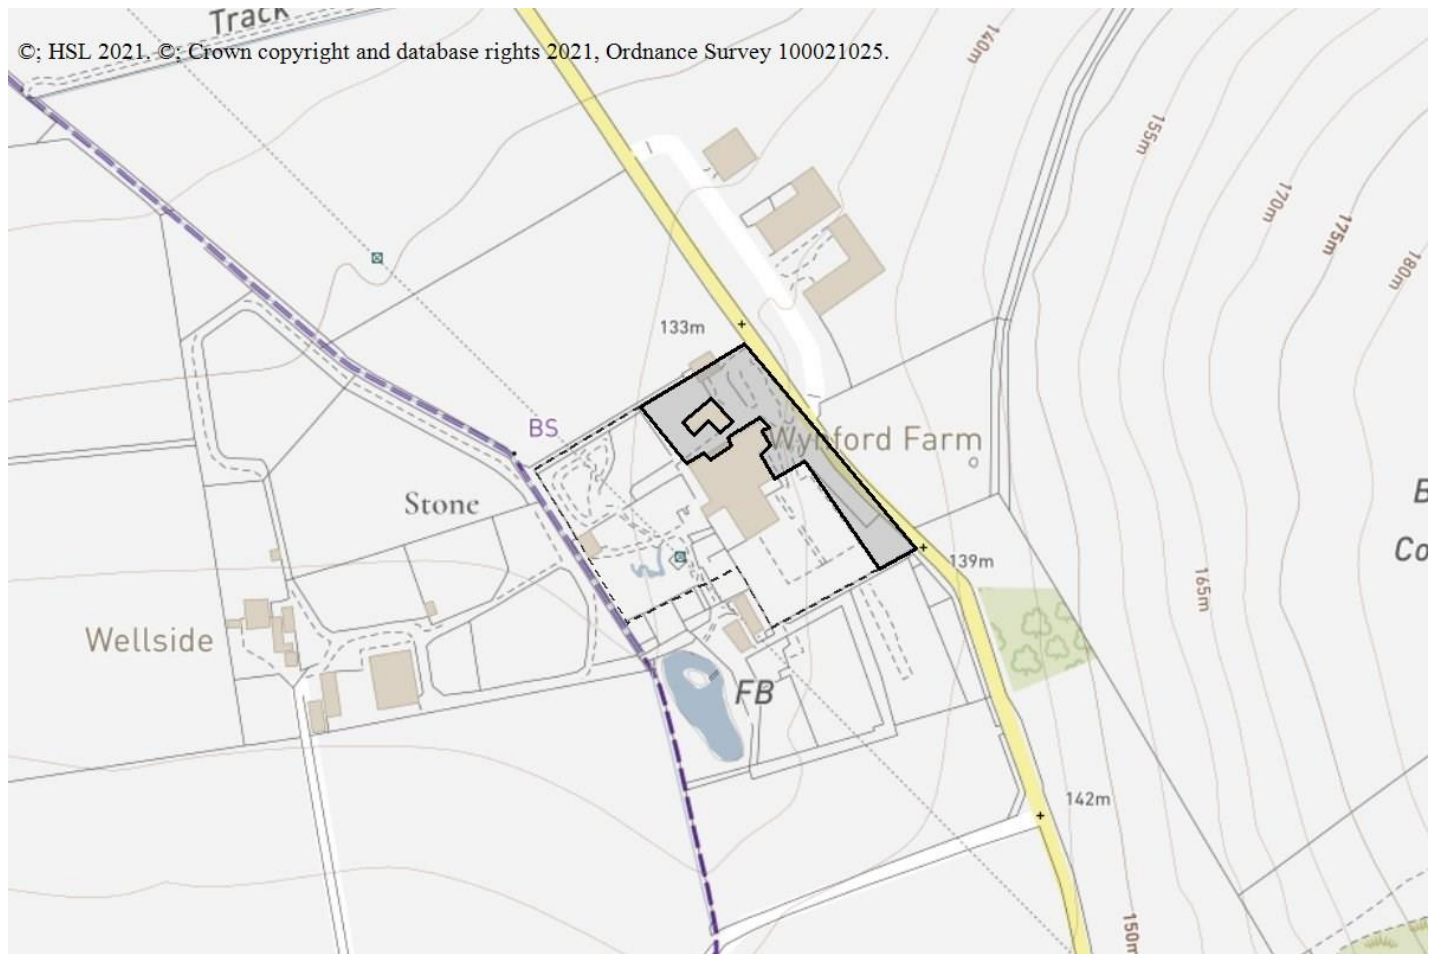 Track
©; HSL 2021, ©; Crown copyright and database rights 2021, Ordnance Survey 100021025.
140m
155m
170m
175m
180m
133m
BS
Wynford Farm
Stone
B
Co
139m
165m
Wellside
FB
142m
150m